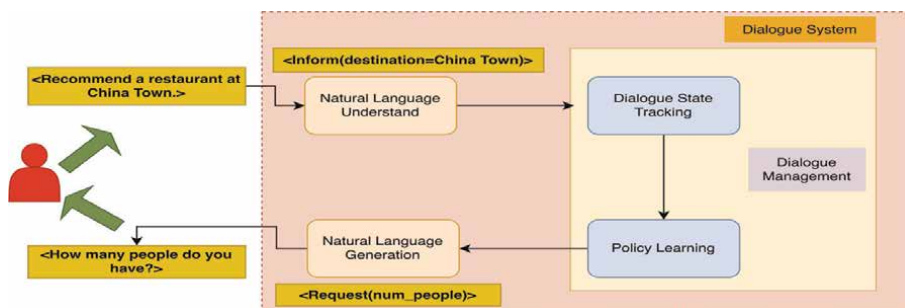 Dialogue System
<Inform(destination=China Town)>
<Recommend a restaurant at
China Town.>
Natural Language
Understand
Dialogue State
Tracking
Dialogue
Management
Natural Language
Generation
Policy Learning
<How many people do you
have?>
<Request(num_people)>